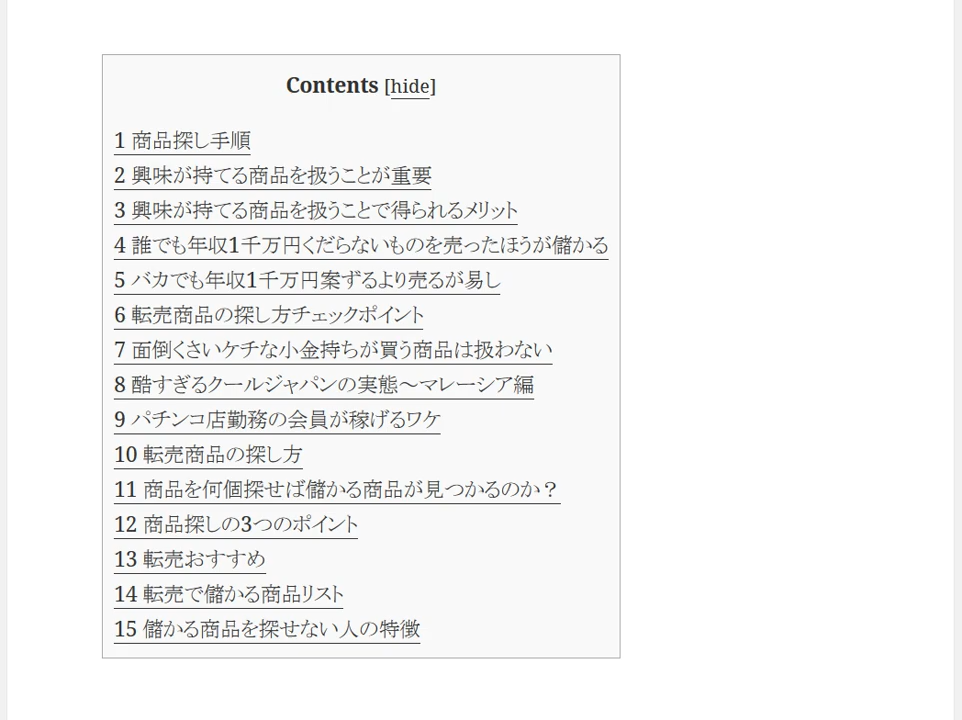 Contents [hide]
1 商品探し手順
2 興味が持てる商品を扱うことが重要
3 興味が持てる商品を扱うことで得られるメリット
4 誰でも年収1千万円くだらないものを売ったほうが儲かる
5 バカでも年収1千万円案ずるより売るが易し
6 転売商品の探し方チェックポイント
7 面倒くさいケチな小金持ちが買う商品は扱わない
8 酷すぎるクールジャパンの実態～マレーシア編
9 パチンコ店勤務の会員が稼げるワケ
10 転売商品の探し方
11 商品を何個探せば儲かる商品が見つかるのか？
12 商品探しの3つのポイント
13 転売おすすめ
14 転売で儲かる商品リスト
15 儲かる商品を探せない人の特徴